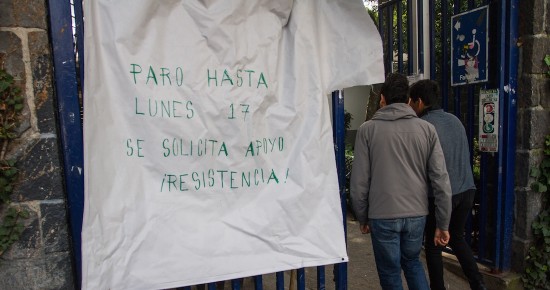 PARO HASTA
LUNES 17
SE SOLICITA APOYO
¡RESISTENCIA!